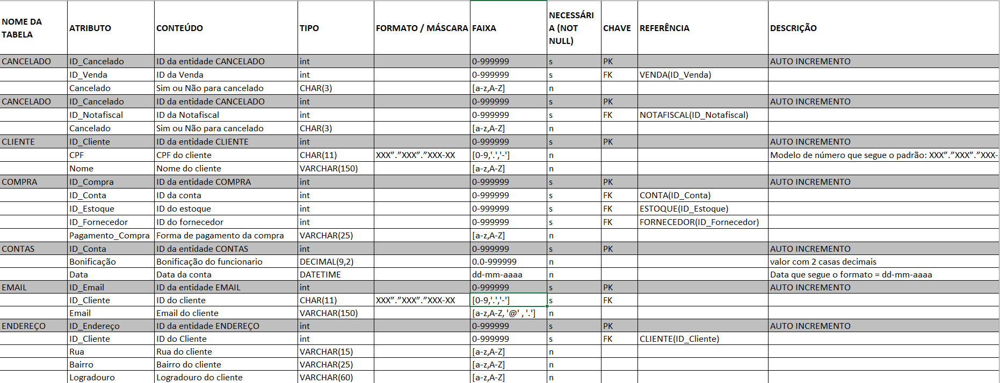 NOME DA TABELA ATRIBUTO CONTEÚDO TIPO FORMATO / MÁSCARA FAIXA NECESSÁRIA (NOT NULL) CHAVE REFERÊNCIA DESCRIÇÃO
CANCELADO ID_Cancelado ID da entidade CANCELADO int 0-999999 s PK AUTO INCREMENTO
ID_Venda ID da Venda int 0-999999 s FK VENDA(ID_Venda)
Cancelado Sim ou Não para cancelado CHAR(3) [a-z,A-Z] n
CANCELADO ID_Cancelado ID da entidade CANCELADO int 0-999999 s PK AUTO INCREMENTO
ID_Notafiscal ID da Notafiscal int 0-999999 s FK NOTAFISCAL(ID_Notafiscal)
Cancelado Sim ou Não para cancelado CHAR(3) [a-z,A-Z] n
CLIENTE ID_Cliente ID da entidade CLIENTE int 0-999999 s PK AUTO INCREMENTO
CPF CPF do cliente CHAR(11) XXX”.”XXX”.”XXX-XX [0-9,'.','-'] n Modelo de número que segue o padrão: XXX”.”XXX”.”XXX-
Nome Nome do cliente VARCHAR(150) [a-z,A-Z] n
COMPRA ID_Compra ID da entidade COMPRA int 0-999999 s PK AUTO INCREMENTO
ID_Conta ID da conta int 0-999999 s FK CONTA(ID_Conta)
ID_Estoque ID do estoque int 0-999999 s FK ESTOQUE(ID_Estoque)
ID_Fornecedor ID do fornecedor int 0-999999 s FK FORNECEDOR(ID_Fornecedor)
Pagamento_Compra Forma de pagamento da compra VARCHAR(25) [a-z,A-Z] n
CONTAS ID_Conta ID da entidade CONTAS int 0-999999 s PK AUTO INCREMENTO
Bonificação Bonificação do funcionario DECIMAL(9,2) 0.0-999999 n valor com 2 casas decimais
Data Data da conta DATETIME dd-mm-aaaa n Data que segue o formato = dd-mm-aaaa
EMAIL ID_Email ID da entidade EMAIL int 0-999999 s PK AUTO INCREMENTO
ID_Cliente ID do cliente CHAR(11) XXX”.”XXX”.”XXX-XX [0-9,'.','-'] s FK
Email Email do cliente VARCHAR(150) [a-z,A-Z, '@' , '.'] n
ENDEREÇO ID_Endereço ID da entidade ENDEREÇO int 0-999999 s PK AUTO INCREMENTO
ID_Cliente ID do Cliente int 0-999999 s FK CLIENTE(ID_Cliente)
Rua Rua do cliente VARCHAR(15) [a-z,A-Z] n
Bairro Bairro do cliente VARCHAR(25) [a-z,A-Z] n
Logradouro Logradouro do cliente VARCHAR(60) [a-z,A-Z] n